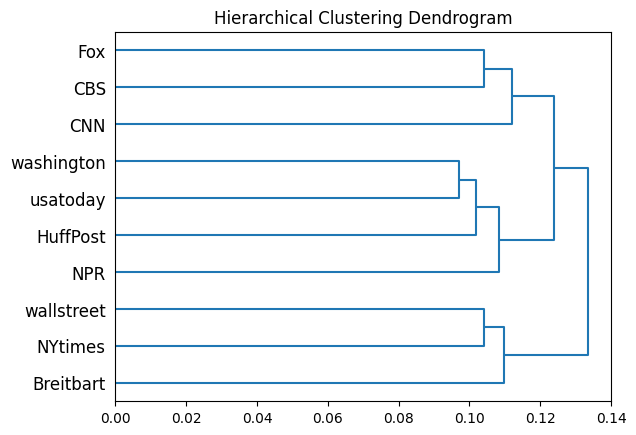 Hierarchical Clustering Dendrogram
Fox
CBS
CNN
washington
usatoday
HuffPost
NPR
wallstreet
NYtimes
Breitbart
0.00 0.02 0.04 0.06 0.08 0.10 0.12 0.14